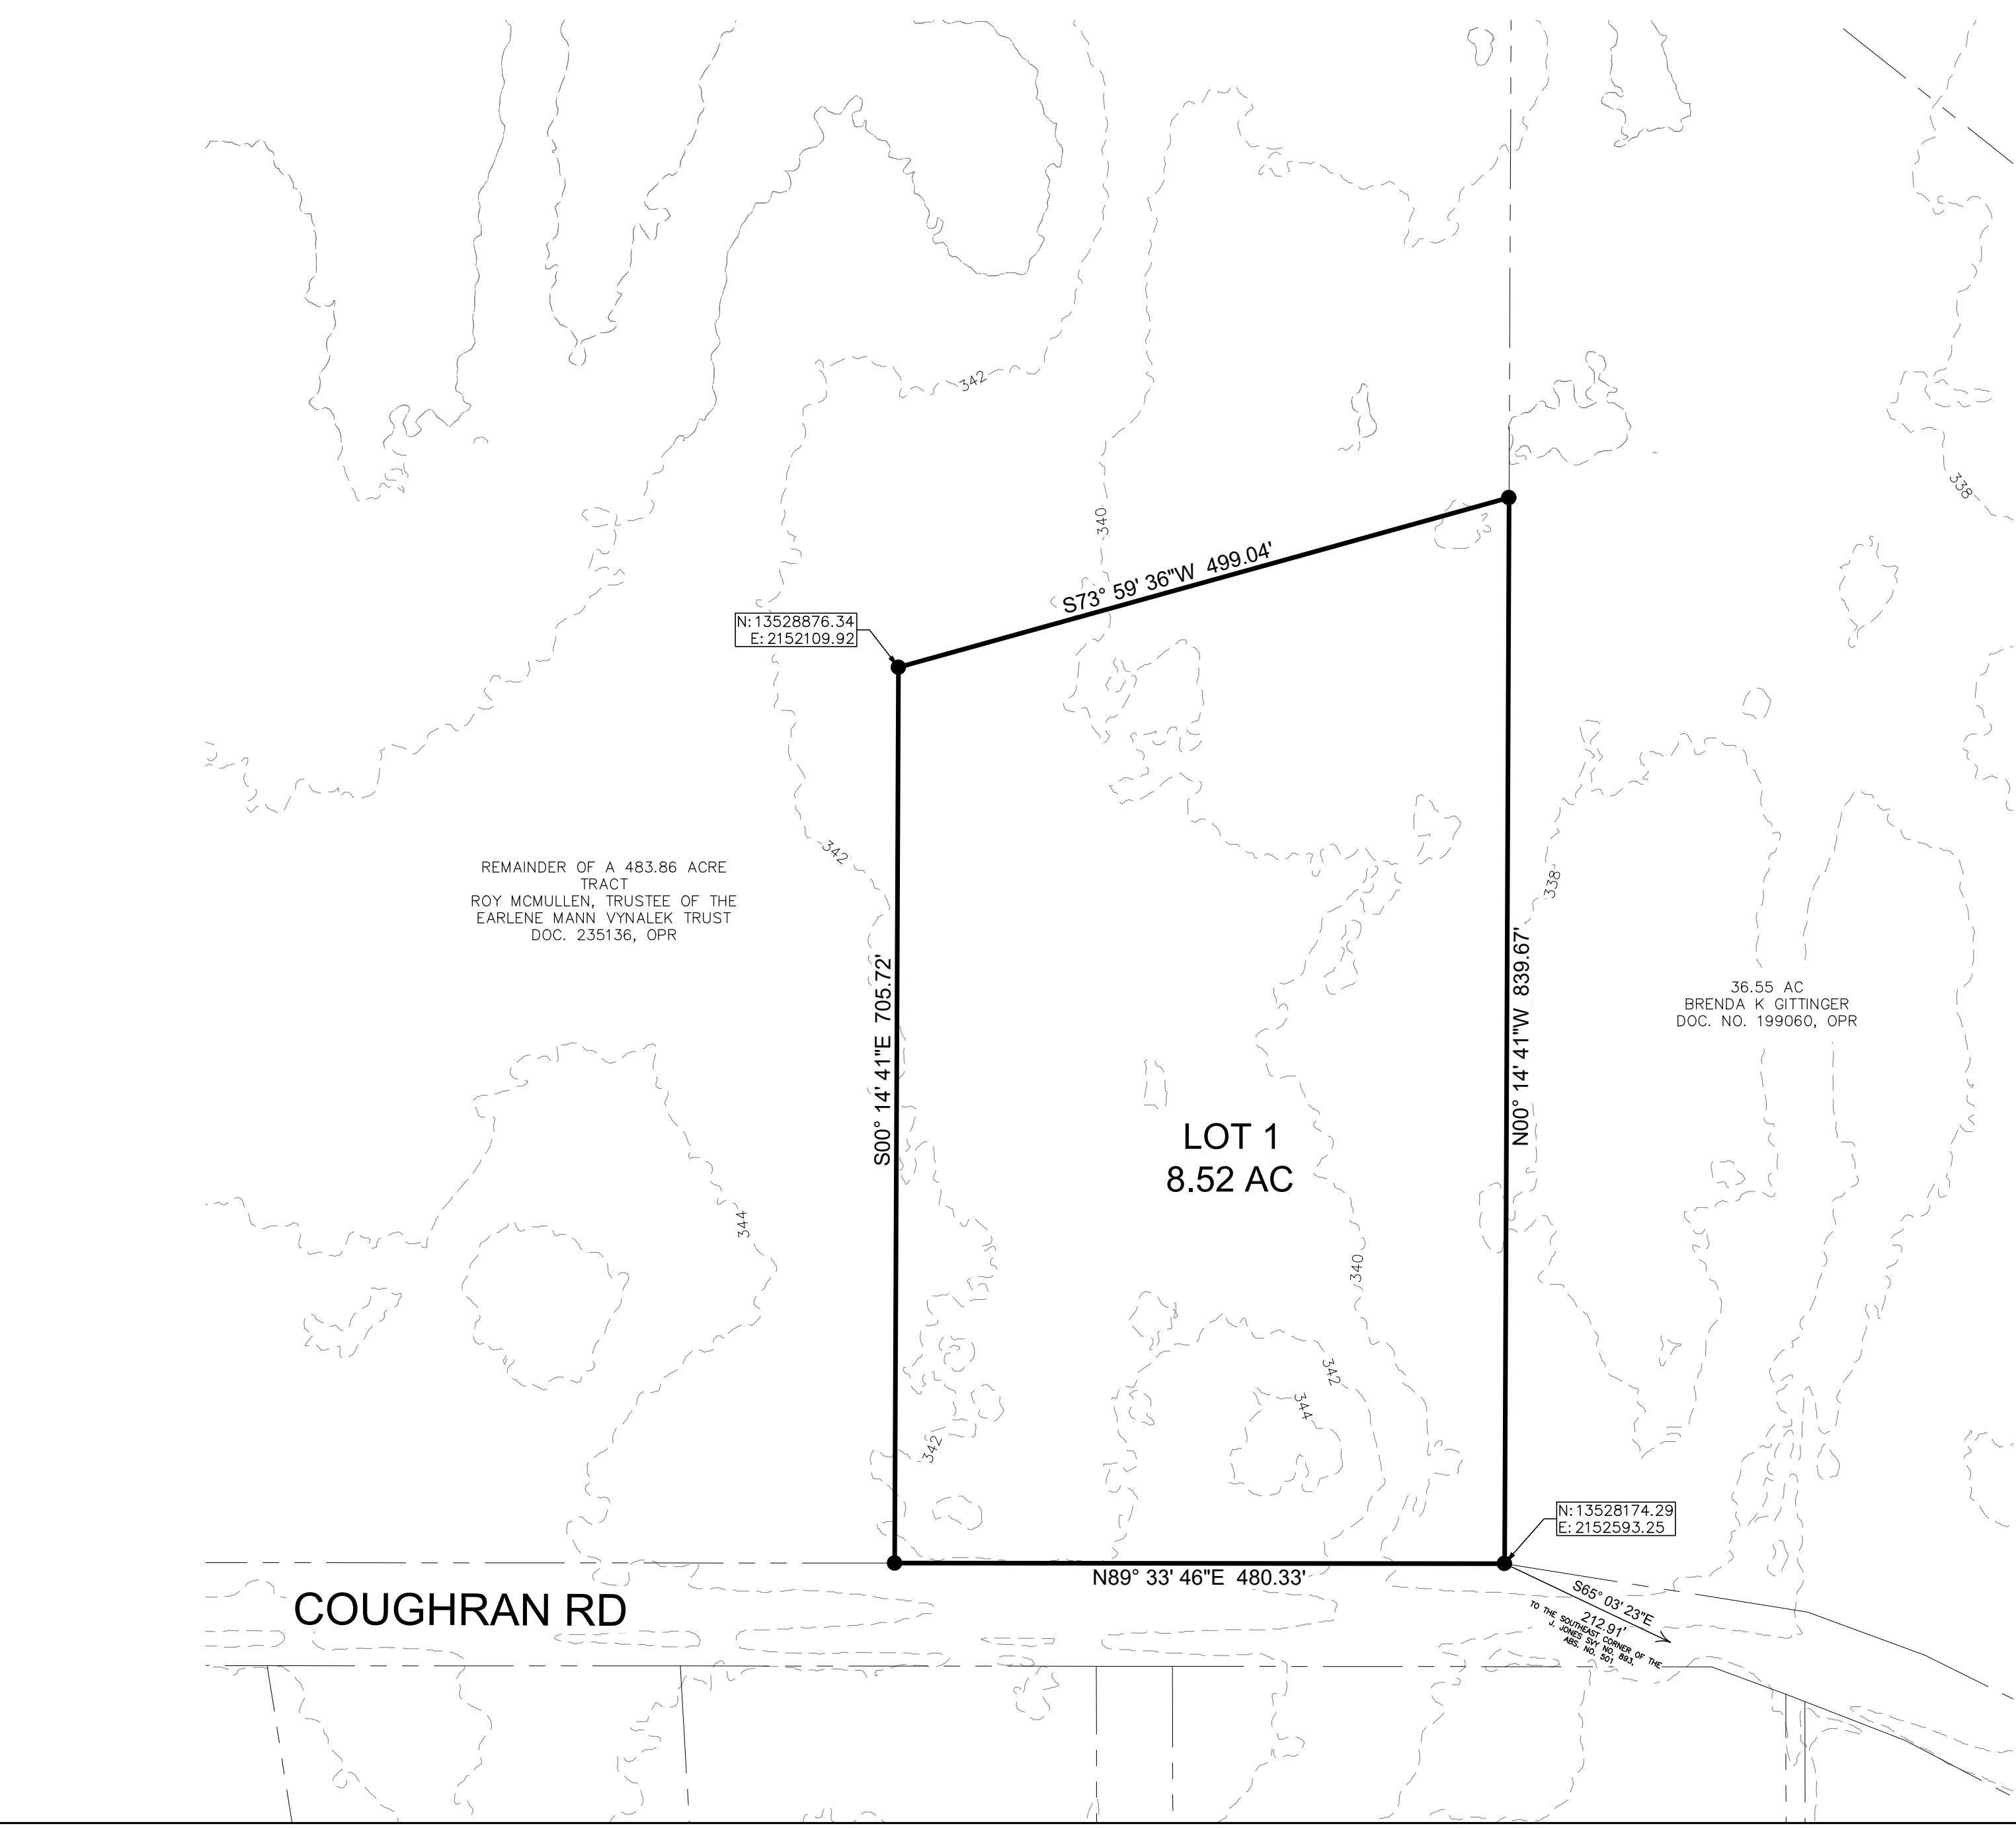 342
338
340
S73° 59' 36"W 499.04'
N:13528876.34
E:2152109.92
342
338
REMAINDER OF A 483.86 ACRE
TRACT
ROY MCMULLEN, TRUSTEE OF THE
EARLENE MANN VYNALEK TRUST
DOC. 235136, OPR
S00° 14' 41"E 705.72'
N00° 14' 41"W 839.67'
36.55 AC
BRENDA K GITTINGER
DOC. NO. 199060, OPR
LOT 1
8.52 AC
344
340
342
344
342
N:13528174.29
E:2152593.25
N89° 33' 46"E 480.33'
COUGHRAN RD
S65° 03' 23"E
212.91'
TO THE SOUTHEAST CORNER OF THE
J. JONES SVY NO. 893,
ABS. NO. 501